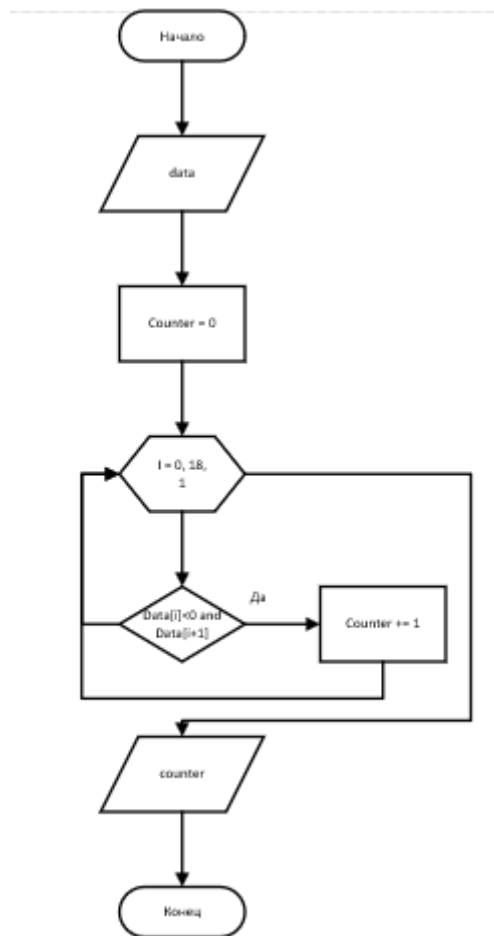 Начало
data
Counter = 0
I = 0, 18,
1
Data[i]<0 and
Data[i+1]
Да
Counter += 1
counter
Конец